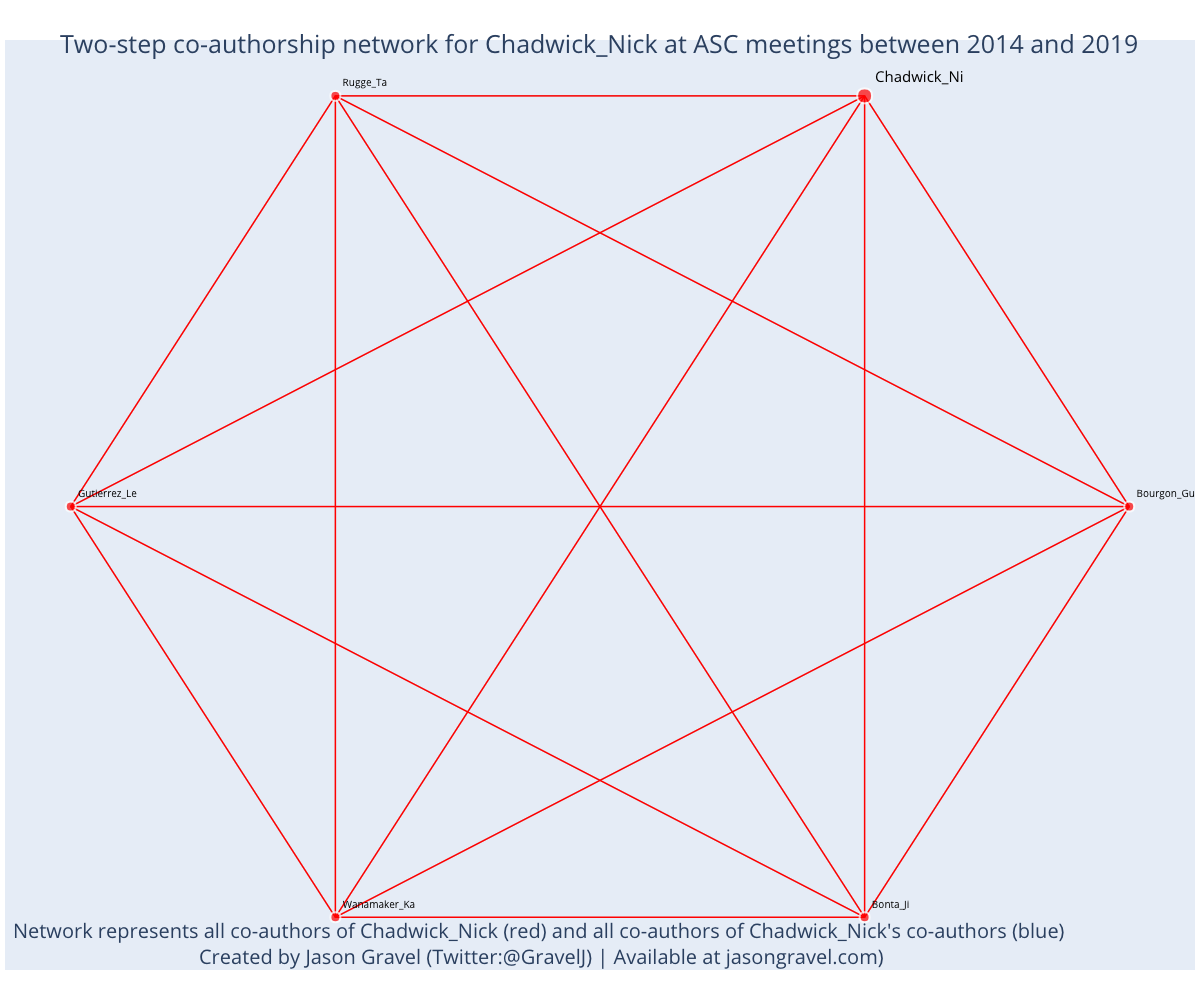 Two-step co-authorship network for Chadwick_Nick at ASC meetings between 2014 and 2019
Chadwick_Ni
Rugge_Ta
Gutierrez_Le
Bourgon_Gu
Wanamaker_Ka
Bonta_Ji
Network represents all co-authors of Chadwick_Nick (red) and all co-authors of Chadwick_Nick's co-authors (blue)
Created by Jason Gravel (Twitter:@GravelJ) | Available at jasongravel.com)